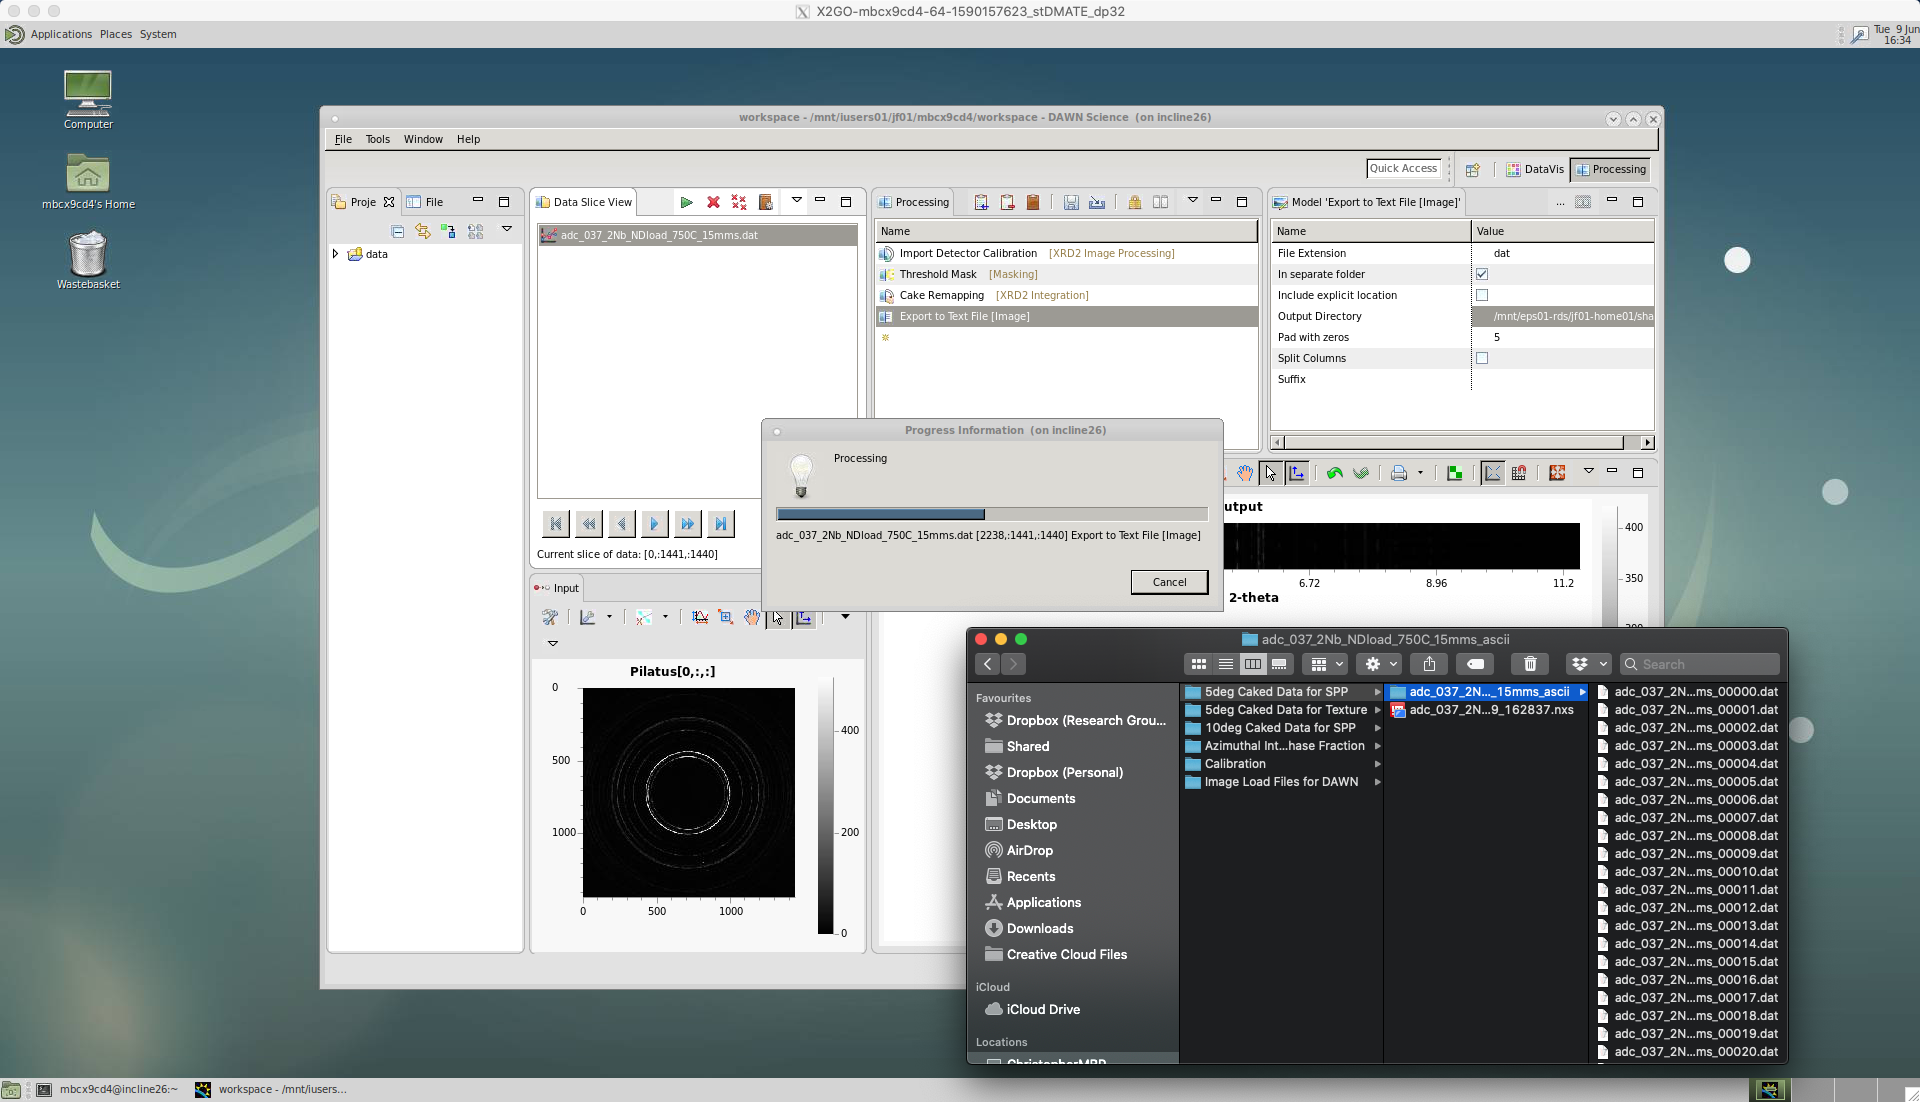 X2GO-mbcx9cd4-64-1590157623_stDMATE_dp32
Applications Places System
Tue 9 Jun
16:34
Computer
mbcx9cd4's Home
Wastebasket
workspace - /mnt/iusers01/jf01/mbcx9cd4/workspace - DAWN Science (on incline26)
File Tools Window Help
Quick Access
DataVis
Processing
Proje
File
data
Data Slice View
adc_037_2Nb_NDload_750C_15mms.dat
Current slice of data: [0,:1441,:1440]
Processing
Name
Import Detector Calibration [XRD2 Image Processing]
Threshold Mask [Masking]
Cake Remapping [XRD2 Integration]
Export to Text File [Image]
Model 'Export to Text File [Image]'
...
Name Value
File Extension dat
In separate folder
Include explicit location
Output Directory /mnt/eps01-rds/jf01-home01/sha
Pad with zeros 5
Split Columns
Suffix
Progress Information (on incline26)
Processing
adc_037_2Nb_NDload_750C_15mms.dat [2238,:1441,:1440] Export to Text File [Image]
Cancel
utput
6.72 8.96 11.2
2-theta
400
350
Input
Pilatus[0,:,:]
0
500
1000
0 500 1000
400
200
0
adc_037_2Nb_NDload_750C_15mms_ascii
Search
Favourites
Dropbox (Research Grou...
Shared
Dropbox (Personal)
Documents
Desktop
AirDrop
Recents
Applications
Downloads
Creative Cloud Files
iCloud
iCloud Drive
Locations
ChristopherMBP
5deg Caked Data for SPP
5deg Caked Data for Texture
10deg Caked Data for SPP
Azimuthal Int...hase Fraction
Calibration
Image Load Files for DAWN
adc_037_2N..._15mms_ascii
adc_037_2N...9_162837.nxs
adc_037_2N...ms_00000.dat
adc_037_2N...ms_00001.dat
adc_037_2N...ms_00002.dat
adc_037_2N...ms_00003.dat
adc_037_2N...ms_00004.dat
adc_037_2N...ms_00005.dat
adc_037_2N...ms_00006.dat
adc_037_2N...ms_00007.dat
adc_037_2N...ms_00008.dat
adc_037_2N...ms_00009.dat
adc_037_2N...ms_00010.dat
adc_037_2N...ms_00011.dat
adc_037_2N...ms_00012.dat
adc_037_2N...ms_00013.dat
adc_037_2N...ms_00014.dat
adc_037_2N...ms_00015.dat
adc_037_2N...ms_00016.dat
adc_037_2N...ms_00017.dat
adc_037_2N...ms_00018.dat
adc_037_2N...ms_00019.dat
adc_037_2N...ms_00020.dat
mbcx9cd4@incline26:~
workspace - /mnt/iusers...